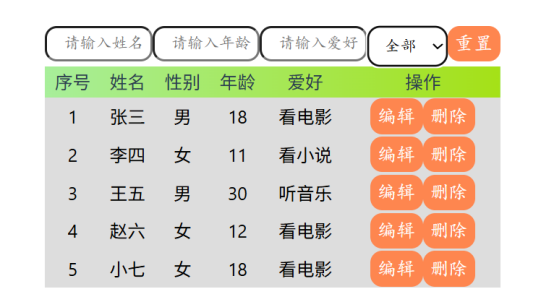 请输入姓名 请输入年龄 请输入爱好 全部 重置
序号 姓名 性别 年龄 爱好 操作
1 张三 男 18 看电影 编辑 删除
2 李四 女 11 看小说 编辑 删除
3 王五 男 30 听音乐 编辑 删除
4 赵六 女 12 看电影 编辑 删除
5 小七 女 18 看电影 编辑 删除